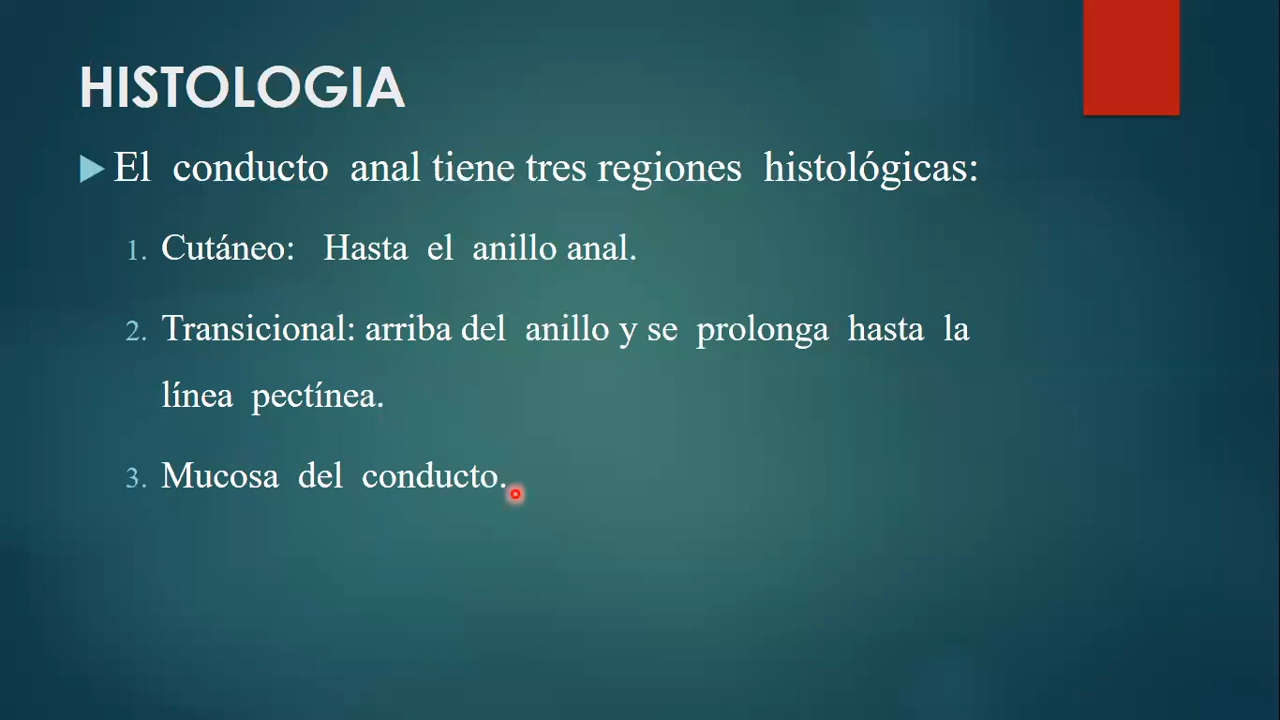 HISTOLOGIA
El conducto anal tiene tres regiones histológicas:
1. Cutáneo: Hasta el anillo anal.
2. Transicional: arriba del anillo y se prolonga hasta la
línea pectínea.
3. Mucosa del conducto.